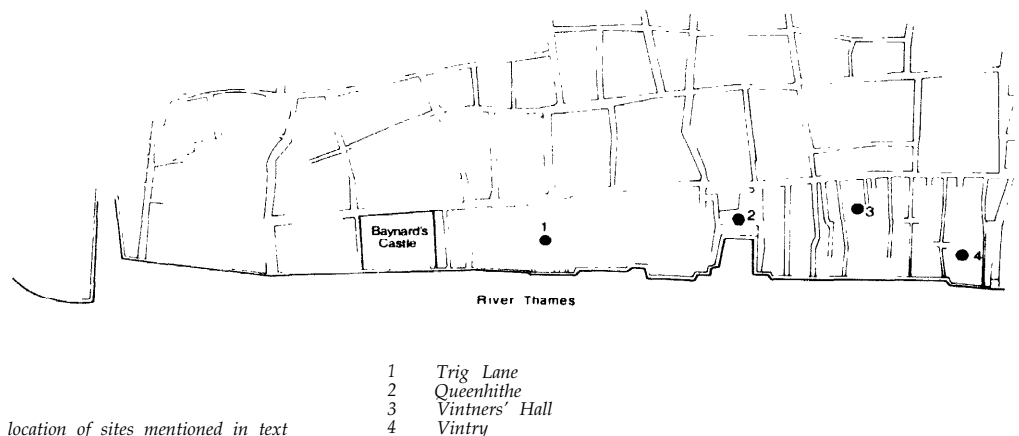 Baynard's
Castle
1
2
3
4
River Thames
1 Trig Lane
2 Queenhithe
3 Vintners' Hall
4 Vintry
location of sites mentioned in text